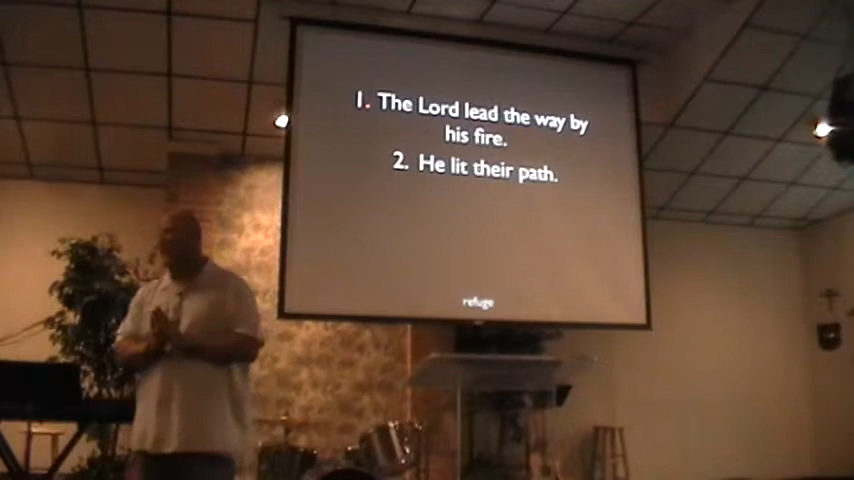 1. The Lord lead the way by
his fire.
2. He lit their path.
refuge